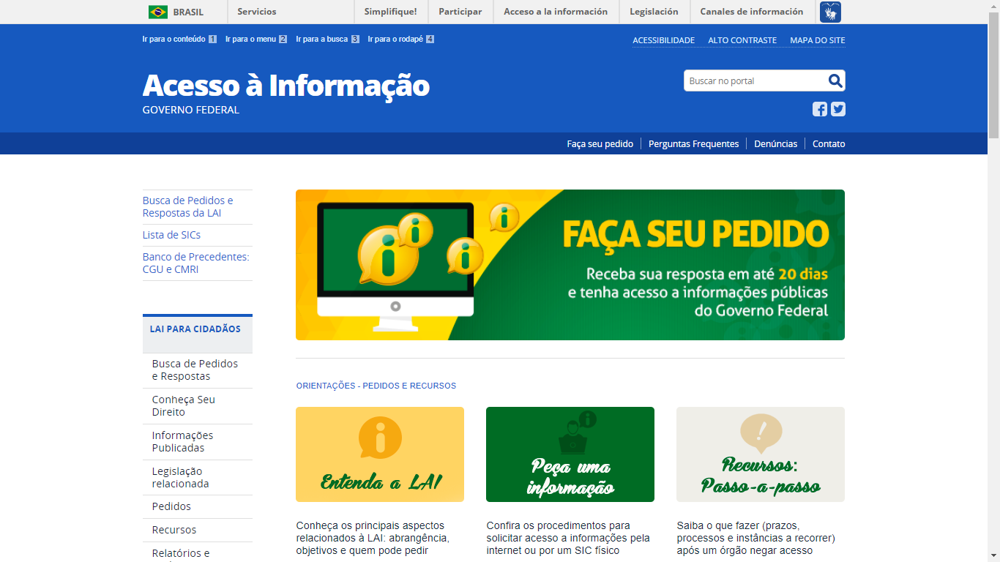 BRASIL
Servicios
Simplifique!
Participar
Acceso a la información
Legislación
Canales de información
Ir para o conteúdo 1
Ir para o menu 2
Ir para a busca 3
Ir para o rodapé 4
ACESSIBILIDADE
ALTO CONTRASTE
MAPA DO SITE
Acesso à Informação
GOVERNO FEDERAL
Buscar no portal
Faça seu pedido
Perguntas Frequentes
Denúncias
Contato
Busca de Pedidos e
Respostas da LAI
Lista de SICs
Banco de Precedentes:
CGU e CMRI
LAI PARA CIDADÃOS
Busca de Pedidos
e Respostas
Conheça Seu
Direito
Informações
Publicadas
Legislação
relacionada
Pedidos
Recursos
Relatórios e
FAÇA SEU PEDIDO
Receba sua resposta em até 20 dias
e tenha acesso a informações públicas
do Governo Federal
ORIENTAÇÕES - PEDIDOS E RECURSOS
Entenda a LAI
Conheça os principais aspectos
relacionados à LAI: abrangência,
objetivos e quem pode pedir
Peça uma
informação
Confira os procedimentos para
solicitar acesso a informações pela
internet ou por um SIC físico
Recursos:
Passo-a-passo
Saiba o que fazer (prazos,
processos e instâncias a recorrer)
após um órgão negar acesso